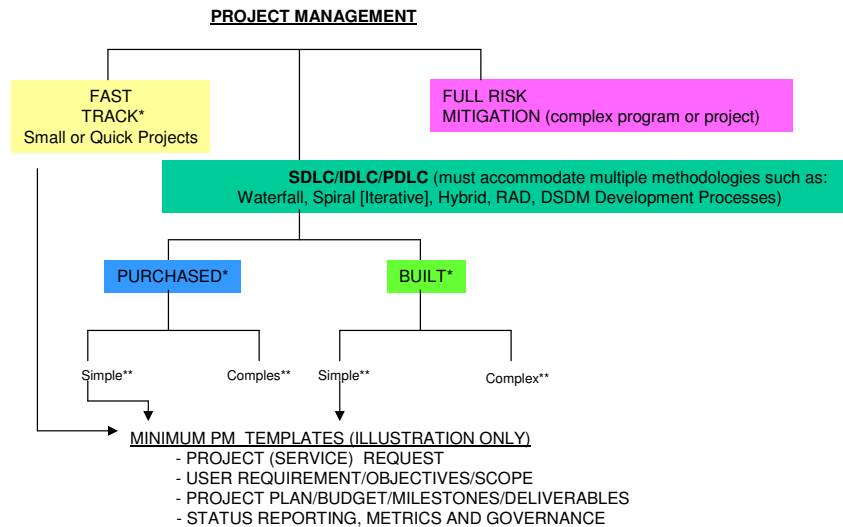 PROJECT MANAGEMENT
FAST
TRACK*
Small or Quick Projects
FULL RISK
MITIGATION (complex program or project)
SDLC/IDLC/PDLC (must accommodate multiple methodologies such as:
Waterfall, Spiral [Iterative], Hybrid, RAD, DSDM Development Processes)
PURCHASED*
BUILT*
Simple**
Comples**
Simple**
Complex**
MINIMUM PM TEMPLATES (ILLUSTRATION ONLY)
- PROJECT (SERVICE) REQUEST
- USER REQUIREMENT/OBJECTIVES/SCOPE
- PROJECT PLAN/BUDGET/MILESTONES/DELIVERABLES
- STATUS REPORTING, METRICS AND GOVERNANCE